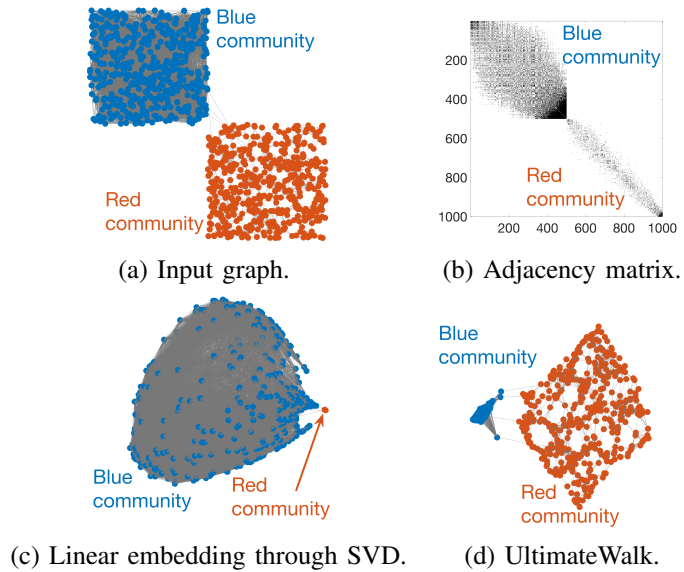 Blue
community
Red
community
(a) Input graph.
200
400
600
800
1000
200 400 600 800 1000
Blue
community
Red
community
(b) Adjacency matrix.
Blue
community
Red
community
(c) Linear embedding through SVD.
Blue
community
Red
community
(d) UltimateWalk.